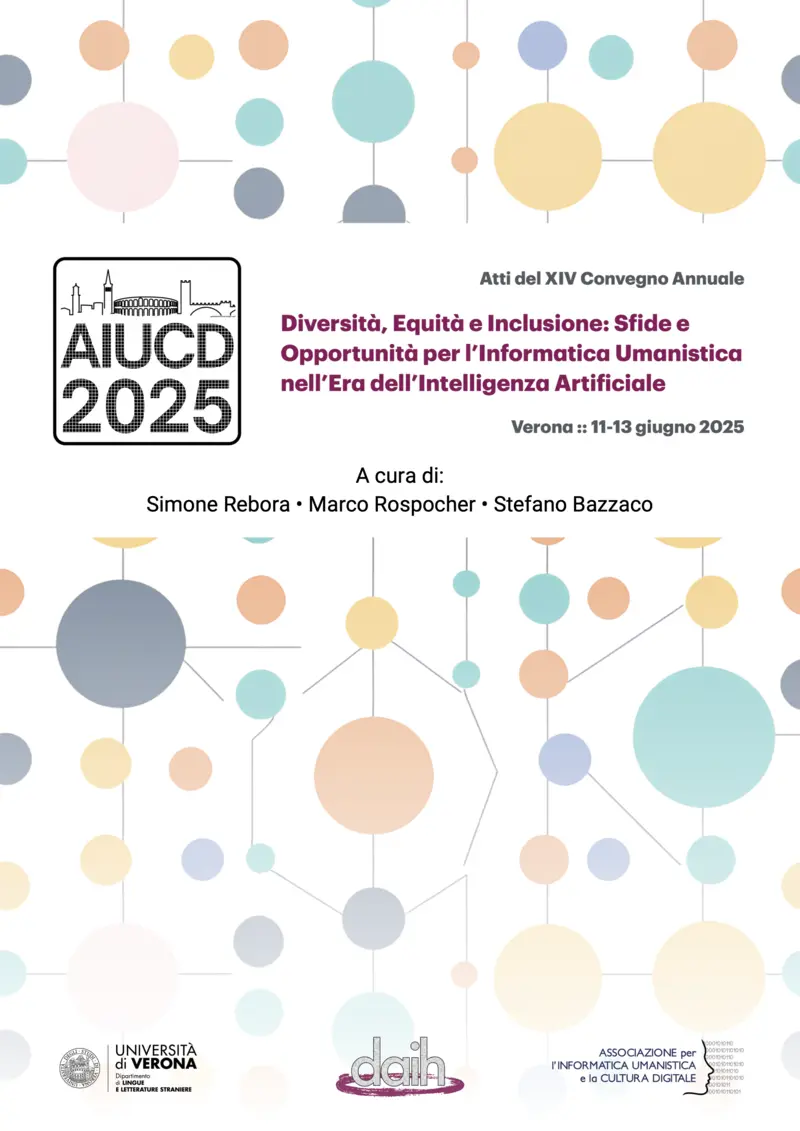 Atti del XIV Convegno Annuale
AIUCD
2025
Diversità, Equità e Inclusione: Sfide e
Opportunità per l'Informatica Umanistica
nell'Era dell'Intelligenza Artificiale
Verona :: 11-13 giugno 2025
A cura di:
Simone Rebora • Marco Rospocher • Stefano Bazzaco
UNIVERSITÀ
di VERONA
Dipartimento
di LINGUE
E LETTERATURE STRANIERE
daih
ASSOCIAZIONE per
l'INFORMATICA UMANISTICA
e la CULTURA DIGITALE